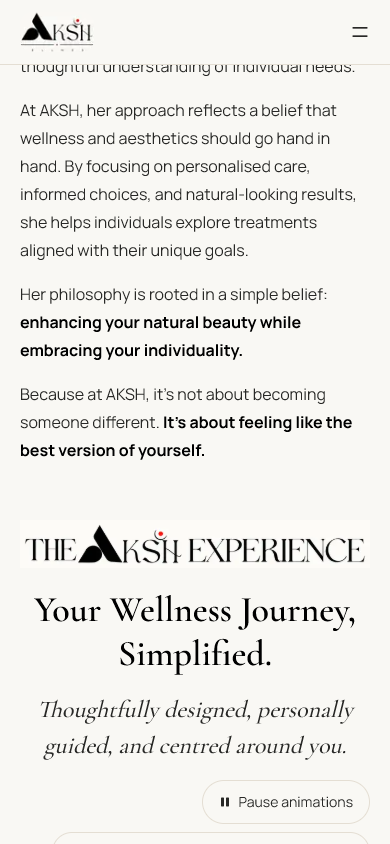 AKSH
thoughtful understanding of individual needs.
At AKSH, her approach reflects a belief that
wellness and aesthetics should go hand in
hand. By focusing on personalised care,
informed choices, and natural-looking results,
she helps individuals explore treatments
aligned with their unique goals.
Her philosophy is rooted in a simple belief:
enhancing your natural beauty while
embracing your individuality.
Because at AKSH, it's not about becoming
someone different. It's about feeling like the
best version of yourself.
THE AKSH EXPERIENCE
Your Wellness Journey,
Simplified.
Thoughtfully designed, personally
guided, and centred around you.
Pause animations